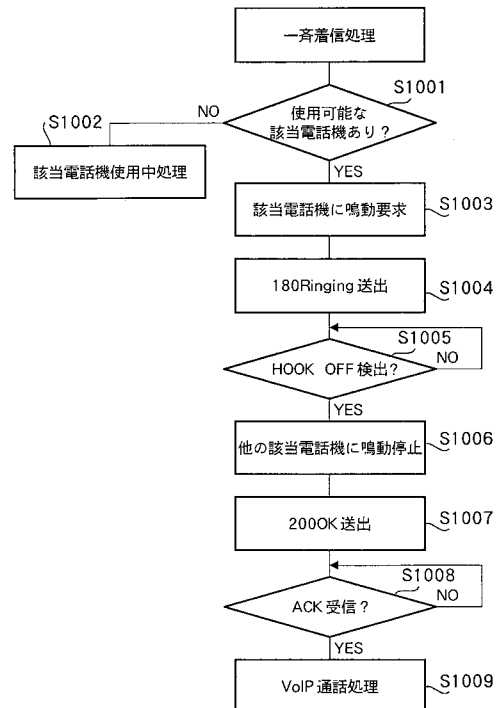 一斉着信処理
S1001
使用可能な
該当電話機あり?
NO
S1002
該当電話機使用中処理
YES
該当電話機に鳴動要求
S1003
180Ringing 送出
S1004
S1005
HOOK OFF 検出?
NO
YES
他の該当電話機に鳴動停止
S1006
200OK 送出
S1007
S1008
ACK 受信?
NO
YES
VoIP 通話処理
S1009